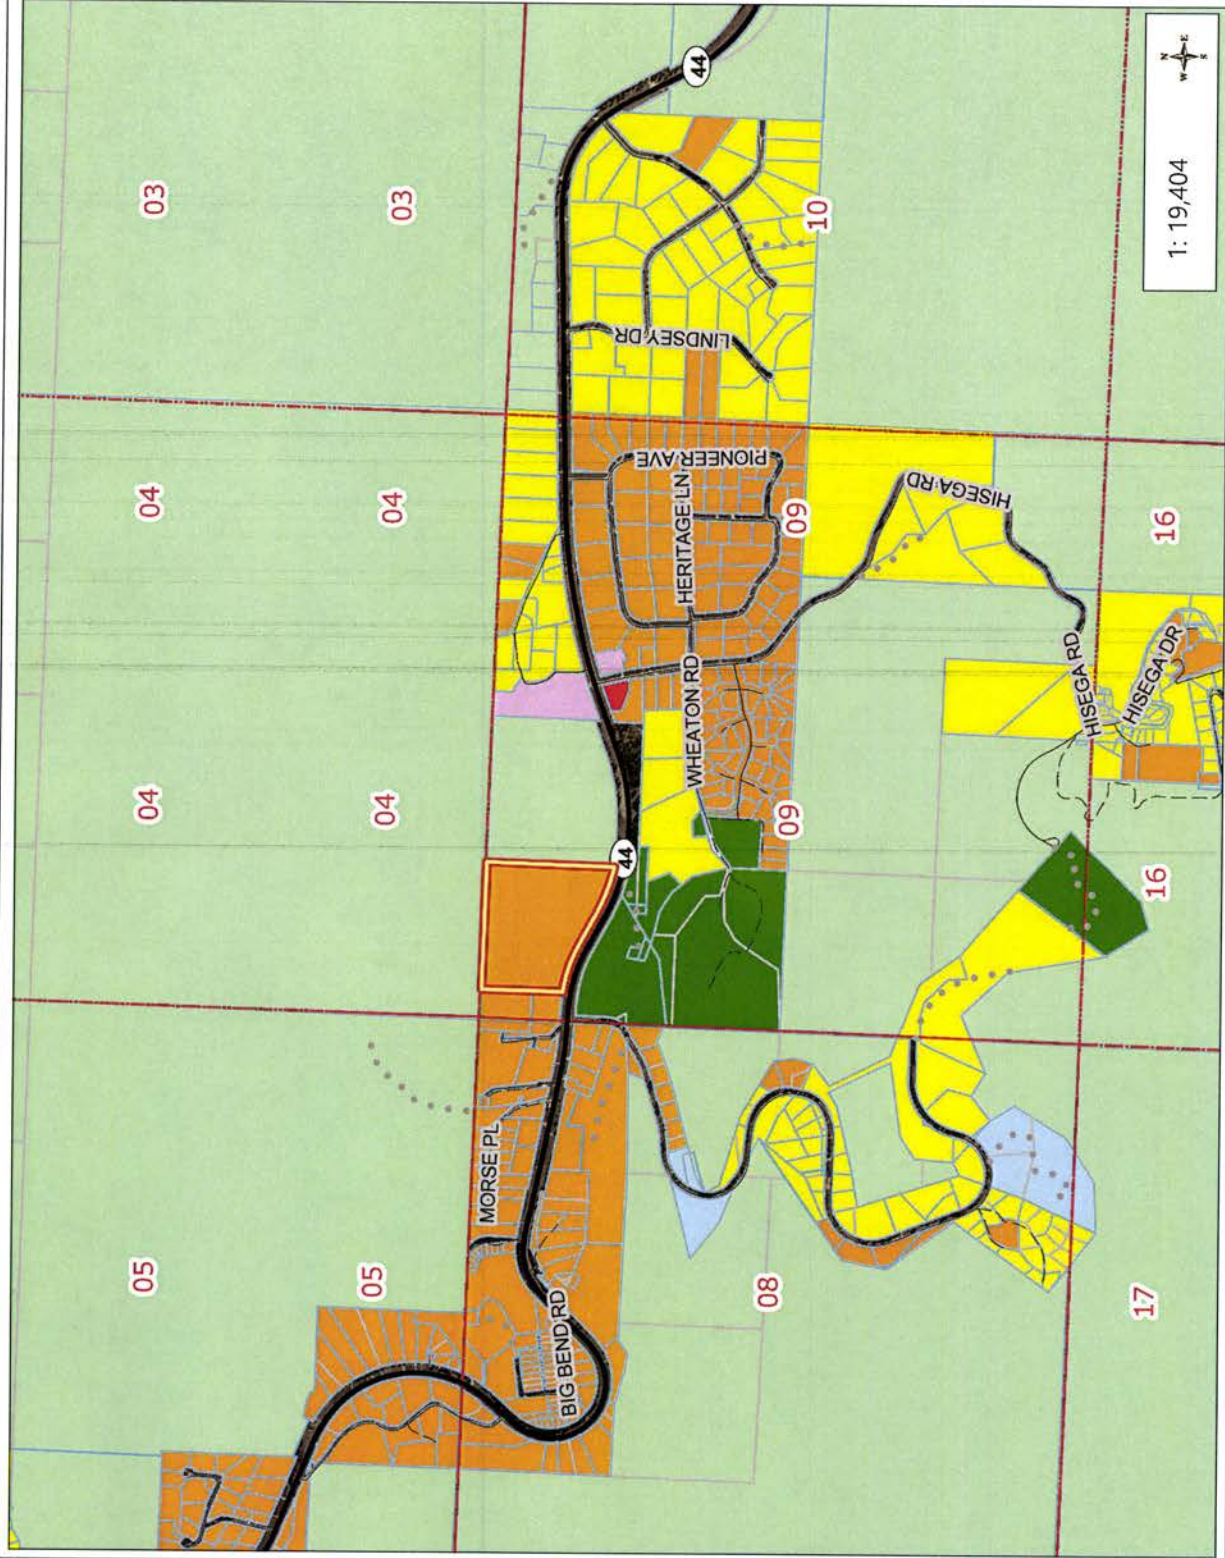 03
03
44
04
04
10
LINDSEY DR
PIONEER AVE
HERITAGE LN
09
HISEGA RD
16
04
04
WHEATON RD
09
HISEGA RD
HISEGA DR
44
16
05
05
MORSE PL
BIG BEND RD
08
17
N
W E
S
1: 19,404